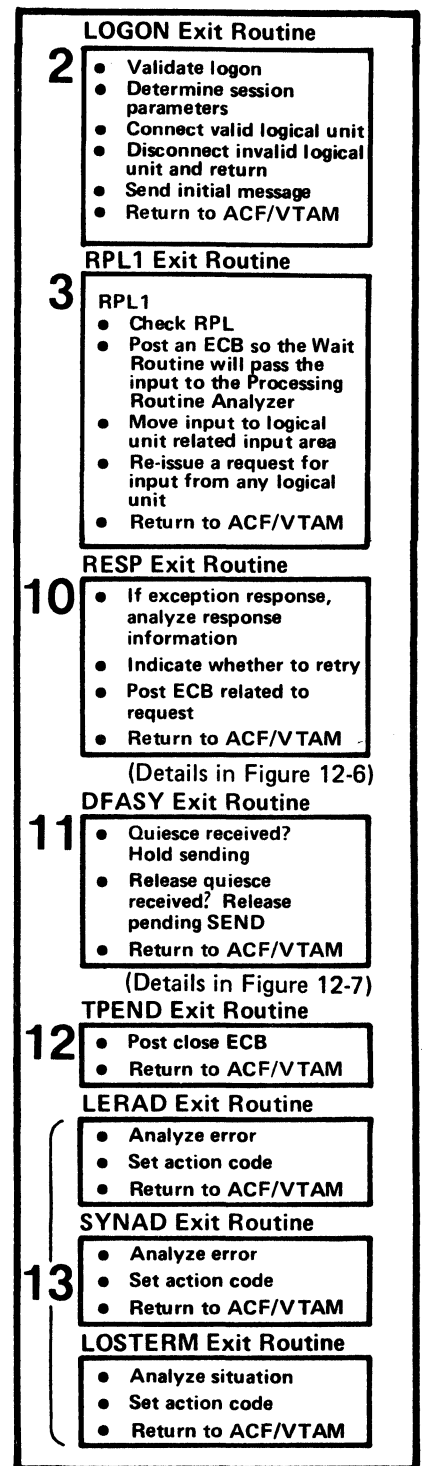 LOGON Exit Routine
2
• Validate logon
• Determine session
parameters
• Connect valid logical unit
• Disconnect invalid logical
unit and return
• Send initial message
• Return to ACF/VTAM
RPL1 Exit Routine
3
RPL1
• Check RPL
• Post an ECB so the Wait
Routine will pass the
input to the Processing
Routine Analyzer
• Move input to logical
unit related input area
• Re-issue a request for
input from any logical
unit
• Return to ACF/VTAM
RESP Exit Routine
10
• If exception response,
analyze response
information
• Indicate whether to retry
• Post ECB related to
request
• Return to ACF/VTAM
(Details in Figure 12-6)
DFASY Exit Routine
11
• Quiesce received?
Hold sending
• Release quiesce
received? Release
pending SEND
• Return to ACF/VTAM
(Details in Figure 12-7)
TPEND Exit Routine
12
• Post close ECB
• Return to ACF/VTAM
LERAD Exit Routine
• Analyze error
• Set action code
• Return to ACF/VTAM
SYNAD Exit Routine
13
• Analyze error
• Set action code
• Return to ACF/VTAM
LOSTERM Exit Routine
• Analyze situation
• Set action code
• Return to ACF/VTAM